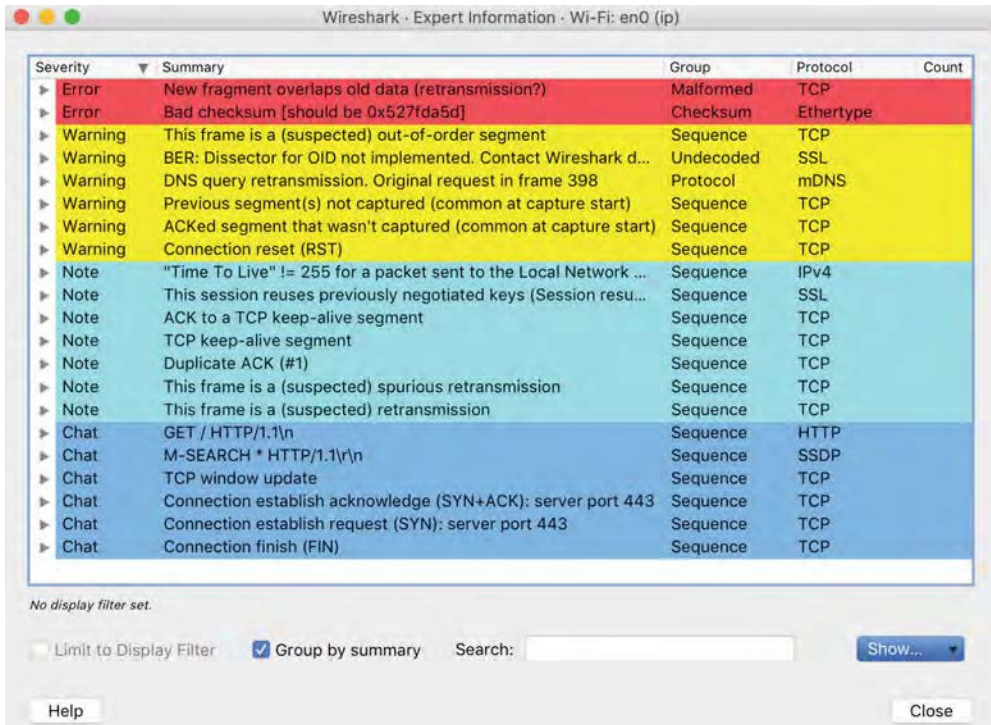 Wireshark · Expert Information · Wi-Fi: en0 (ip)
Severity Summary Group Protocol Count
Error New fragment overlaps old data (retransmission?) Malformed TCP
Error Bad checksum [should be 0x527fda5d] Checksum Ethertype
Warning This frame is a (suspected) out-of-order segment Sequence TCP
Warning BER: Dissector for OID not implemented. Contact Wireshark d... Undecoded SSL
Warning DNS query retransmission. Original request in frame 398 Protocol mDNS
Warning Previous segment(s) not captured (common at capture start) Sequence TCP
Warning ACKed segment that wasn't captured (common at capture start) Sequence TCP
Warning Connection reset (RST) Sequence TCP
Note "Time To Live" != 255 for a packet sent to the Local Network ... Sequence IPv4
Note This session reuses previously negotiated keys (Session resu... Sequence SSL
Note ACK to a TCP keep-alive segment Sequence TCP
Note TCP keep-alive segment Sequence TCP
Note Duplicate ACK (#1) Sequence TCP
Note This frame is a (suspected) spurious retransmission Sequence TCP
Note This frame is a (suspected) retransmission Sequence TCP
Chat GET / HTTP/1.1\n Sequence HTTP
Chat M-SEARCH * HTTP/1.1\r\n Sequence SSDP
Chat TCP window update Sequence TCP
Chat Connection establish acknowledge (SYN+ACK): server port 443 Sequence TCP
Chat Connection establish request (SYN): server port 443 Sequence TCP
Chat Connection finish (FIN) Sequence TCP
No display filter set.
Limit to Display Filter Group by summary Search: Show...
Help Close